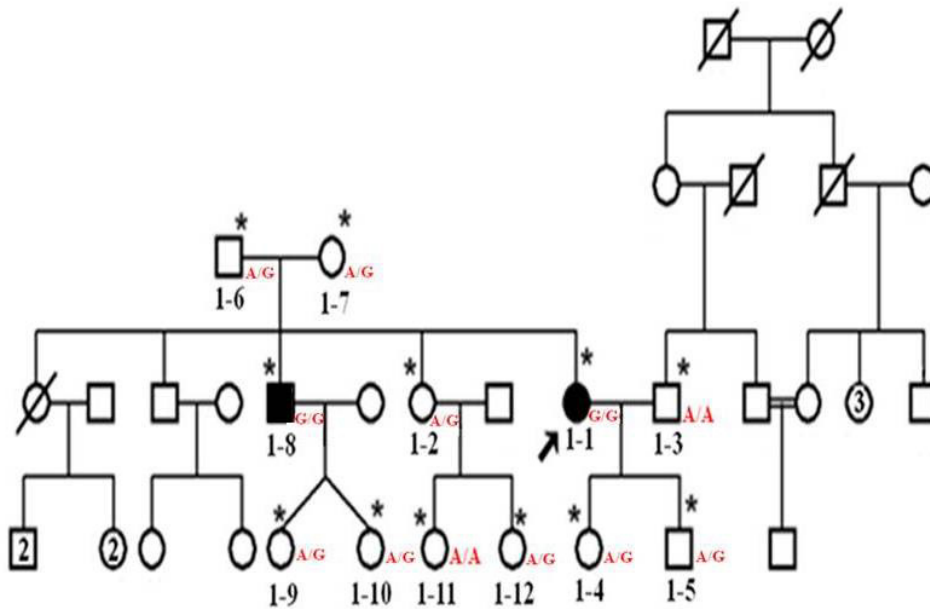 * *
A/G A/G
1-6 1-7
* * * *
G/G A/G G/G A/A 3
1-8 1-2 1-1 1-3
* * * * * *
2 2 A/G A/G A/A A/G A/G A/G
1-9 1-10 1-11 1-12 1-4 1-5